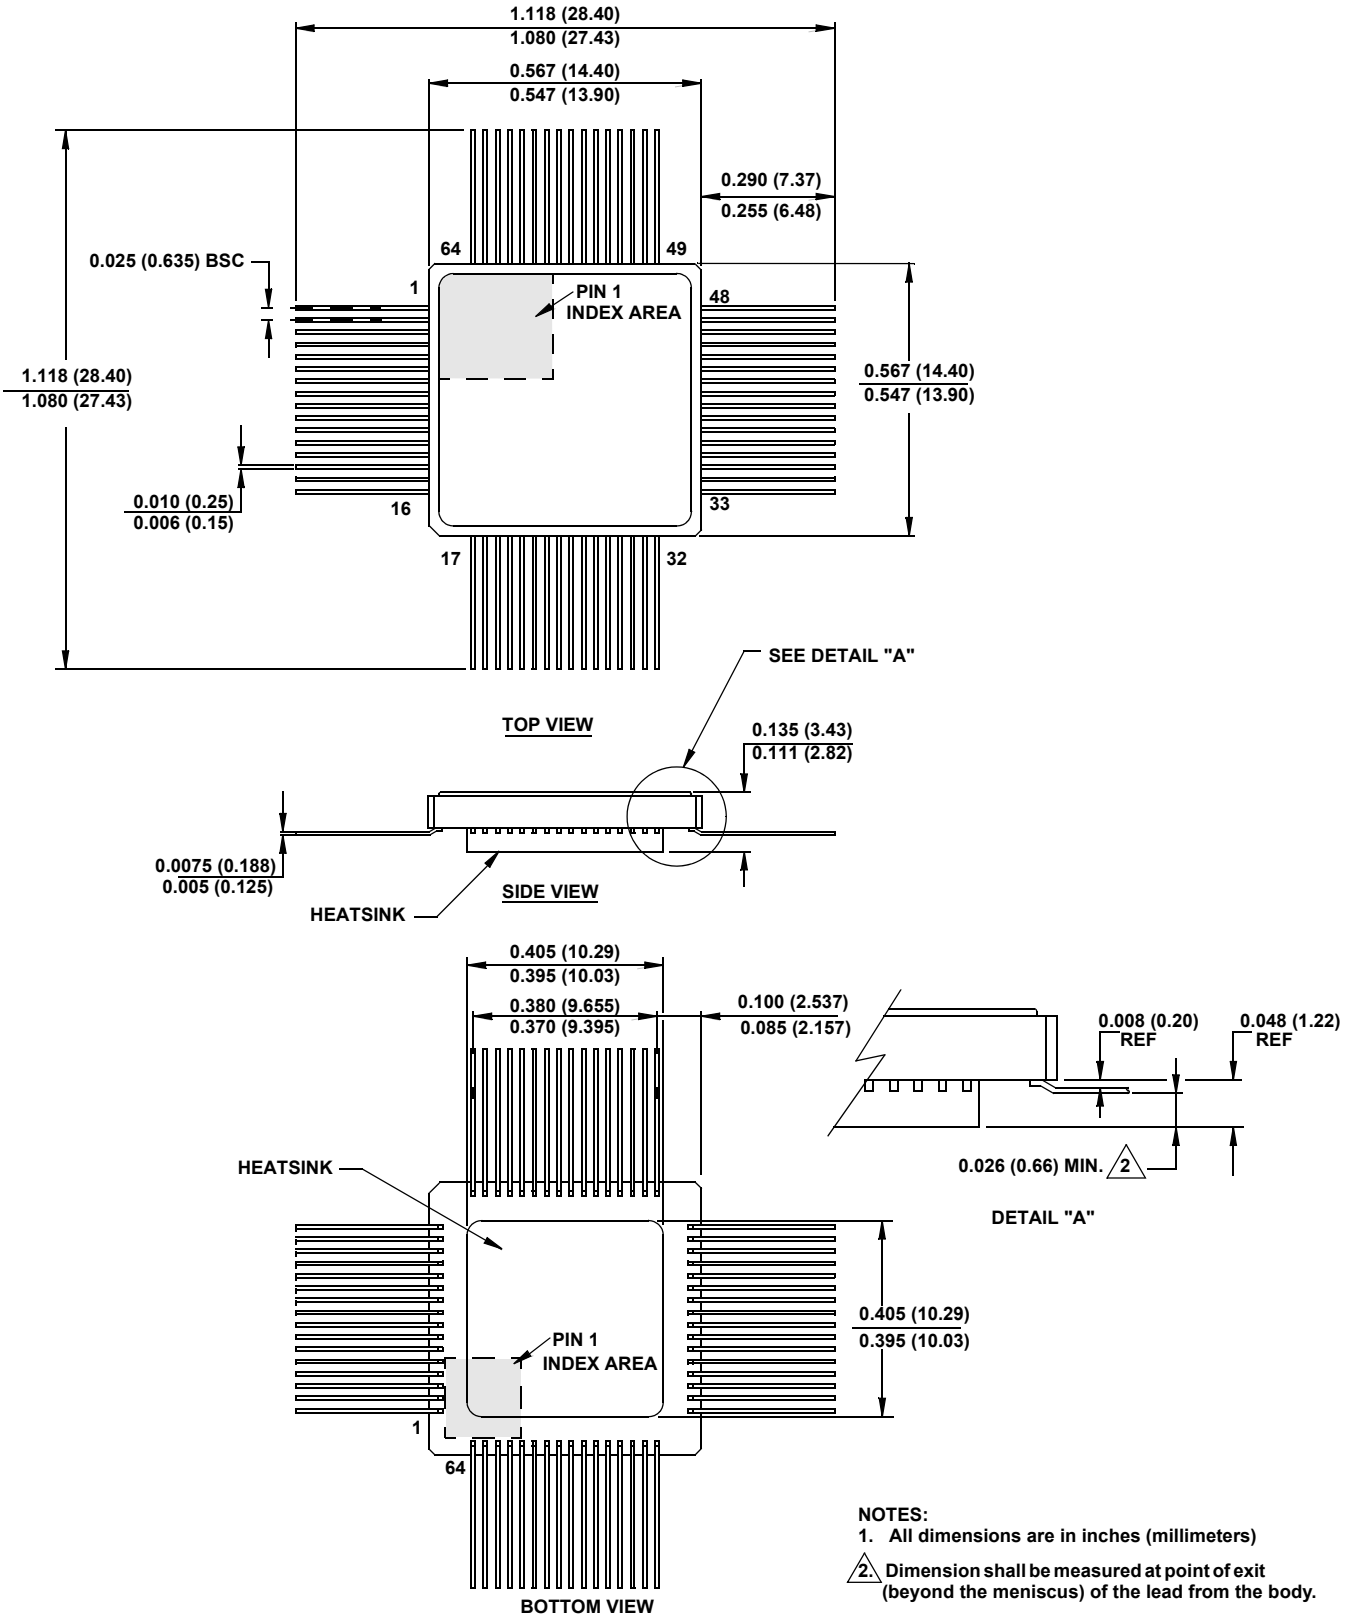 1.118 (28.40)
1.080 (27.43)
0.567 (14.40)
0.547 (13.90)
0.290 (7.37)
0.255 (6.48)
64
49
0.025 (0.635) BSC
1
PIN 1
INDEX AREA
48
1.118 (28.40)
1.080 (27.43)
0.567 (14.40)
0.547 (13.90)
0.010 (0.25)
0.006 (0.15)
16
33
17
32
SEE DETAIL "A"
TOP VIEW
0.135 (3.43)
0.111 (2.82)
0.0075 (0.188)
0.005 (0.125)
SIDE VIEW
HEATSINK
0.405 (10.29)
0.395 (10.03)
0.380 (9.655)
0.370 (9.395)
0.100 (2.537)
0.085 (2.157)
0.008 (0.20)
REF
0.048 (1.22)
REF
HEATSINK
0.026 (0.66) MIN. 2
DETAIL "A"
0.405 (10.29)
0.395 (10.03)
PIN 1
INDEX AREA
1
64
NOTES:
1. All dimensions are in inches (millimeters)
2. Dimension shall be measured at point of exit
(beyond the meniscus) of the lead from the body.
BOTTOM VIEW